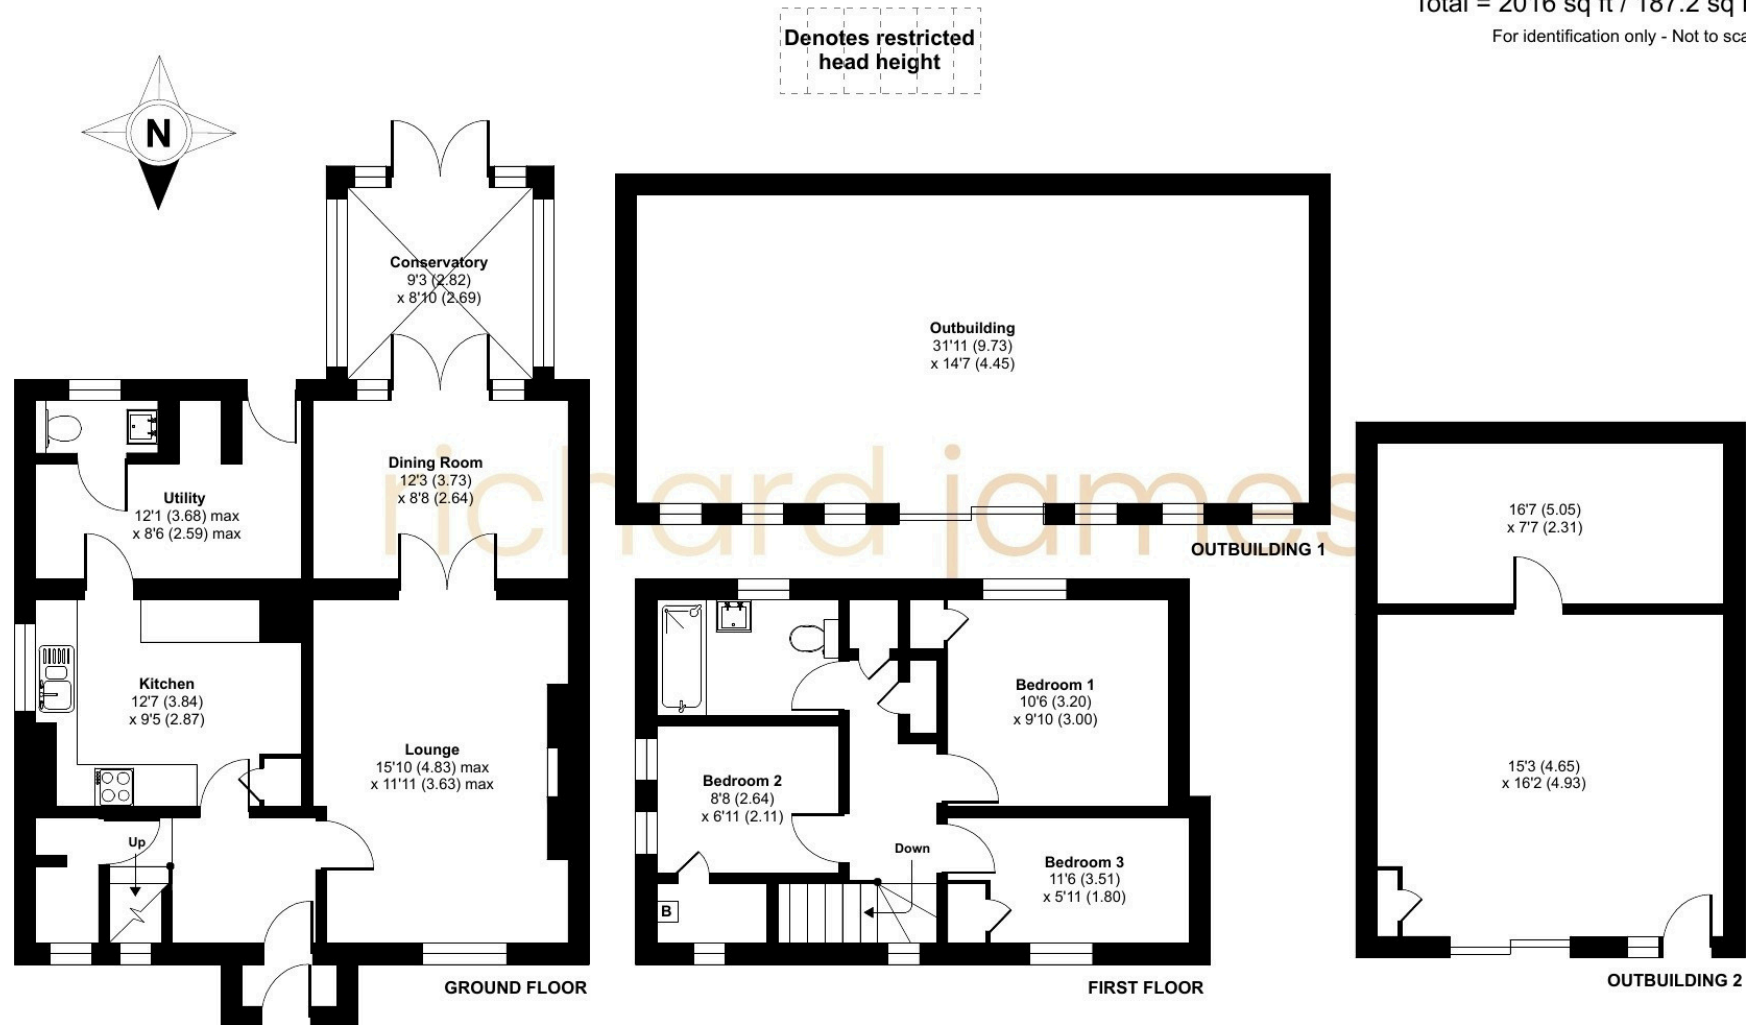 Total = 2016 sq ft / 187.2 sq
For identification only - Not to sca
Denotes restricted
head height
N
Conservatory
9'3 (2.82)
x 8'10 (2.69)
Outbuilding
31'11 (9.73)
x 14'7 (4.45)
Dining Room
12'3 (3.73)
x 8'8 (2.64)
Utility
12'1 (3.68) max
x 8'6 (2.59) max
richard james
16'7 (5.05)
x 7'7 (2.31)
OUTBUILDING 1
Kitchen
12'7 (3.84)
x 9'5 (2.87)
Lounge
15'10 (4.83) max
x 11'11 (3.63) max
Bedroom 1
10'6 (3.20)
x 9'10 (3.00)
Bedroom 2
8'8 (2.64)
x 6'11 (2.11)
15'3 (4.65)
x 16'2 (4.93)
Up
Down
Bedroom 3
11'6 (3.51)
x 5'11 (1.80)
B
GROUND FLOOR
FIRST FLOOR
OUTBUILDING 2